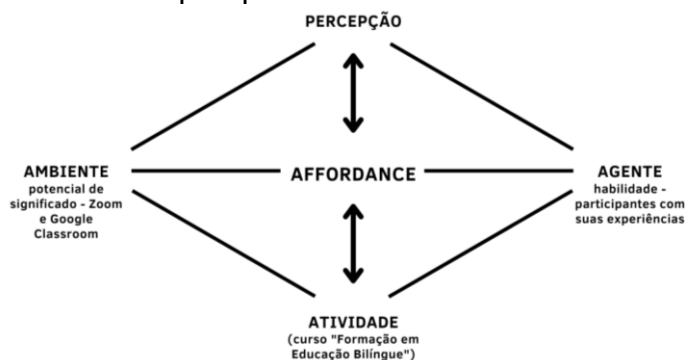 PERCEPÇÃO
AMBIENTE
potencial de
significado - Zoom
e Google
Classroom
AFFORDANCE
AGENTE
habilidade -
participantes com
suas experiências
ATIVIDADE
(curso "Formação em
Educação Bilíngue")